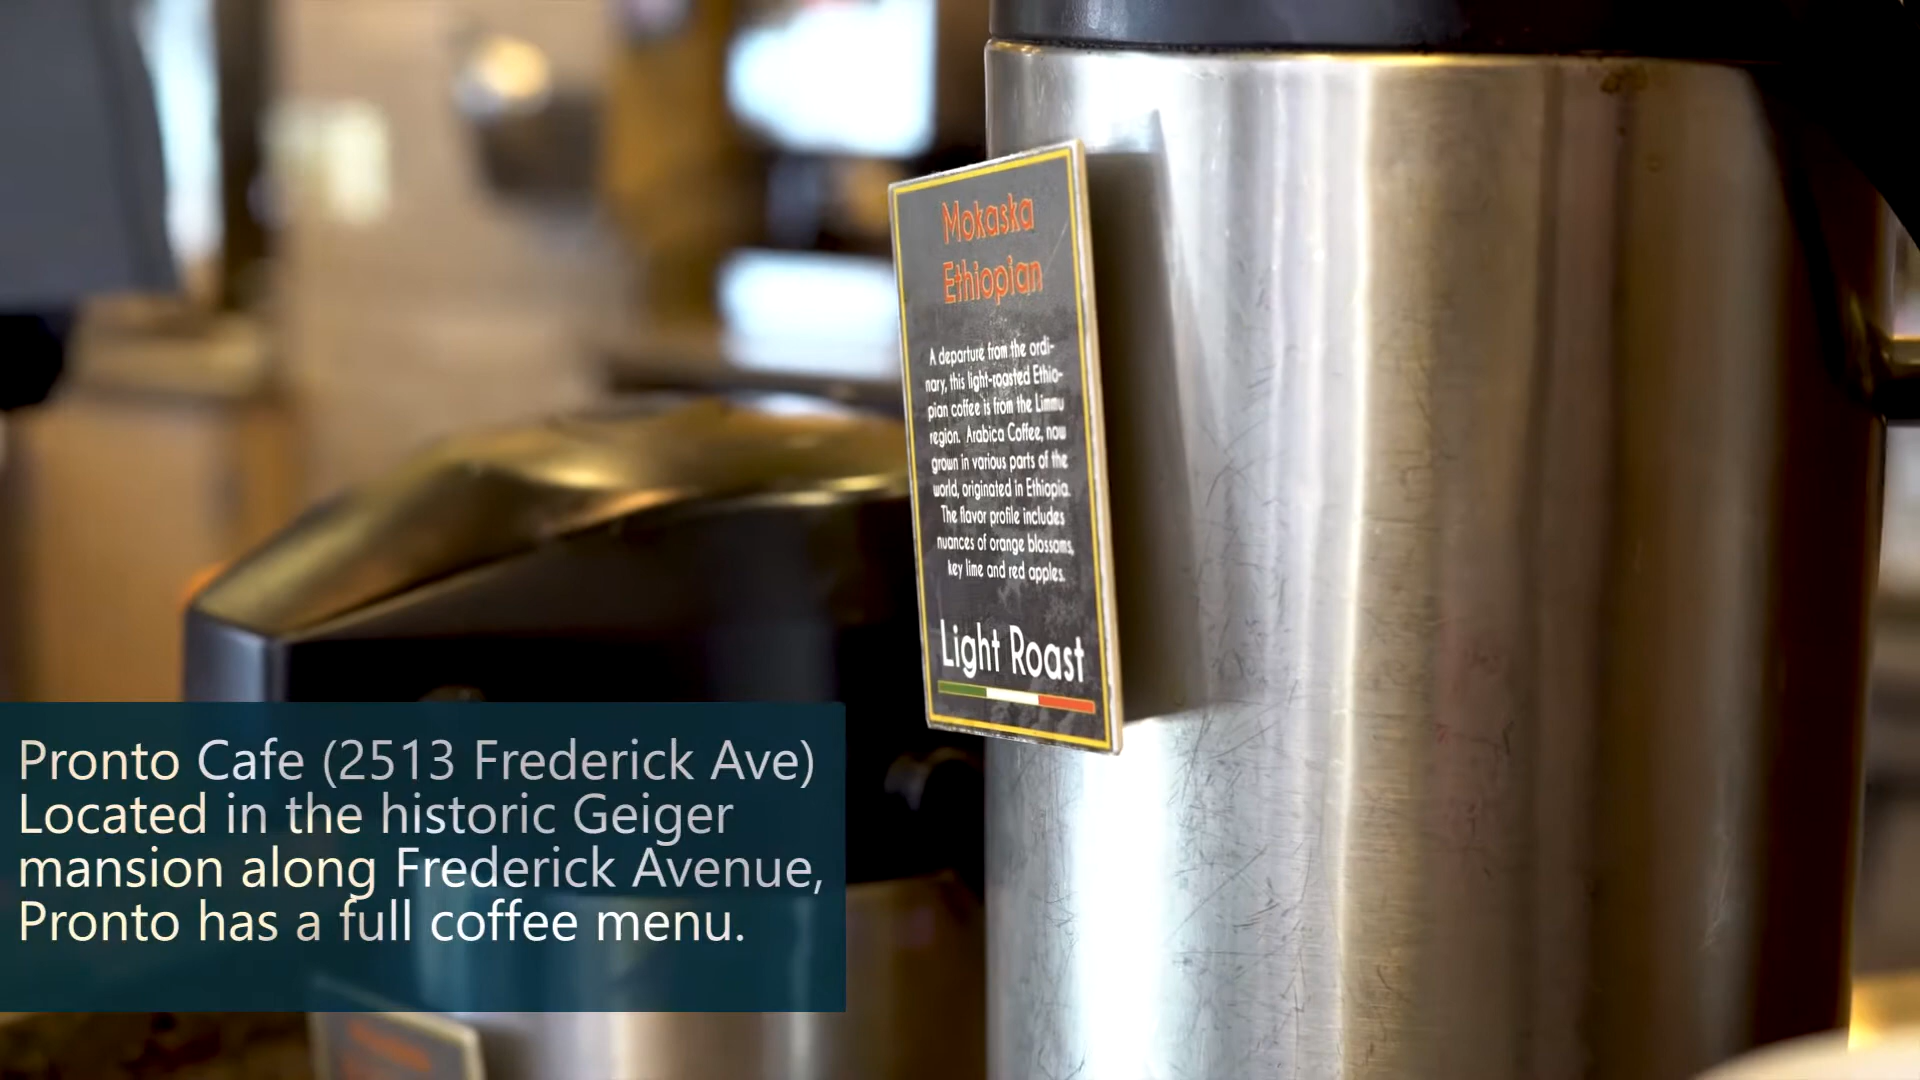 Mokaska
Ethiopian
A departure from the ordi-
nary, this light-roasted Ethio-
pian coffee is from the Limmu
region. Arabica Coffee, now
grown in various parts of the
world, originated in Ethiopia.
The flavor profile includes
nuances of orange blossoms,
key lime and red apples.
Light Roast
Pronto Cafe (2513 Frederick Ave)
Located in the historic Geiger
mansion along Frederick Avenue,
Pronto has a full coffee menu.